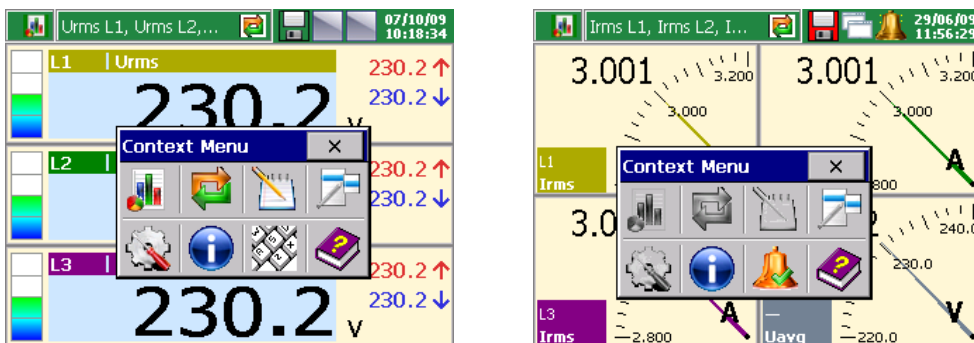 Urms L1, Urms L2,...
07/10/09
10:18:34
L1 Urms
230.2
V
230.2
230.2
L2
230.2
230.2
L3
230.2
V
230.2
230.2
Context Menu
Irms L1, Irms L2, I...
29/06/09
11:56:29
3.001
3.200
3.000
L1
Irms
3.001
3.200
3.000
A
800
3.0
L3
Irms
A
2.800
2
240.0
230.0
V
Uavg
220.0
Context Menu